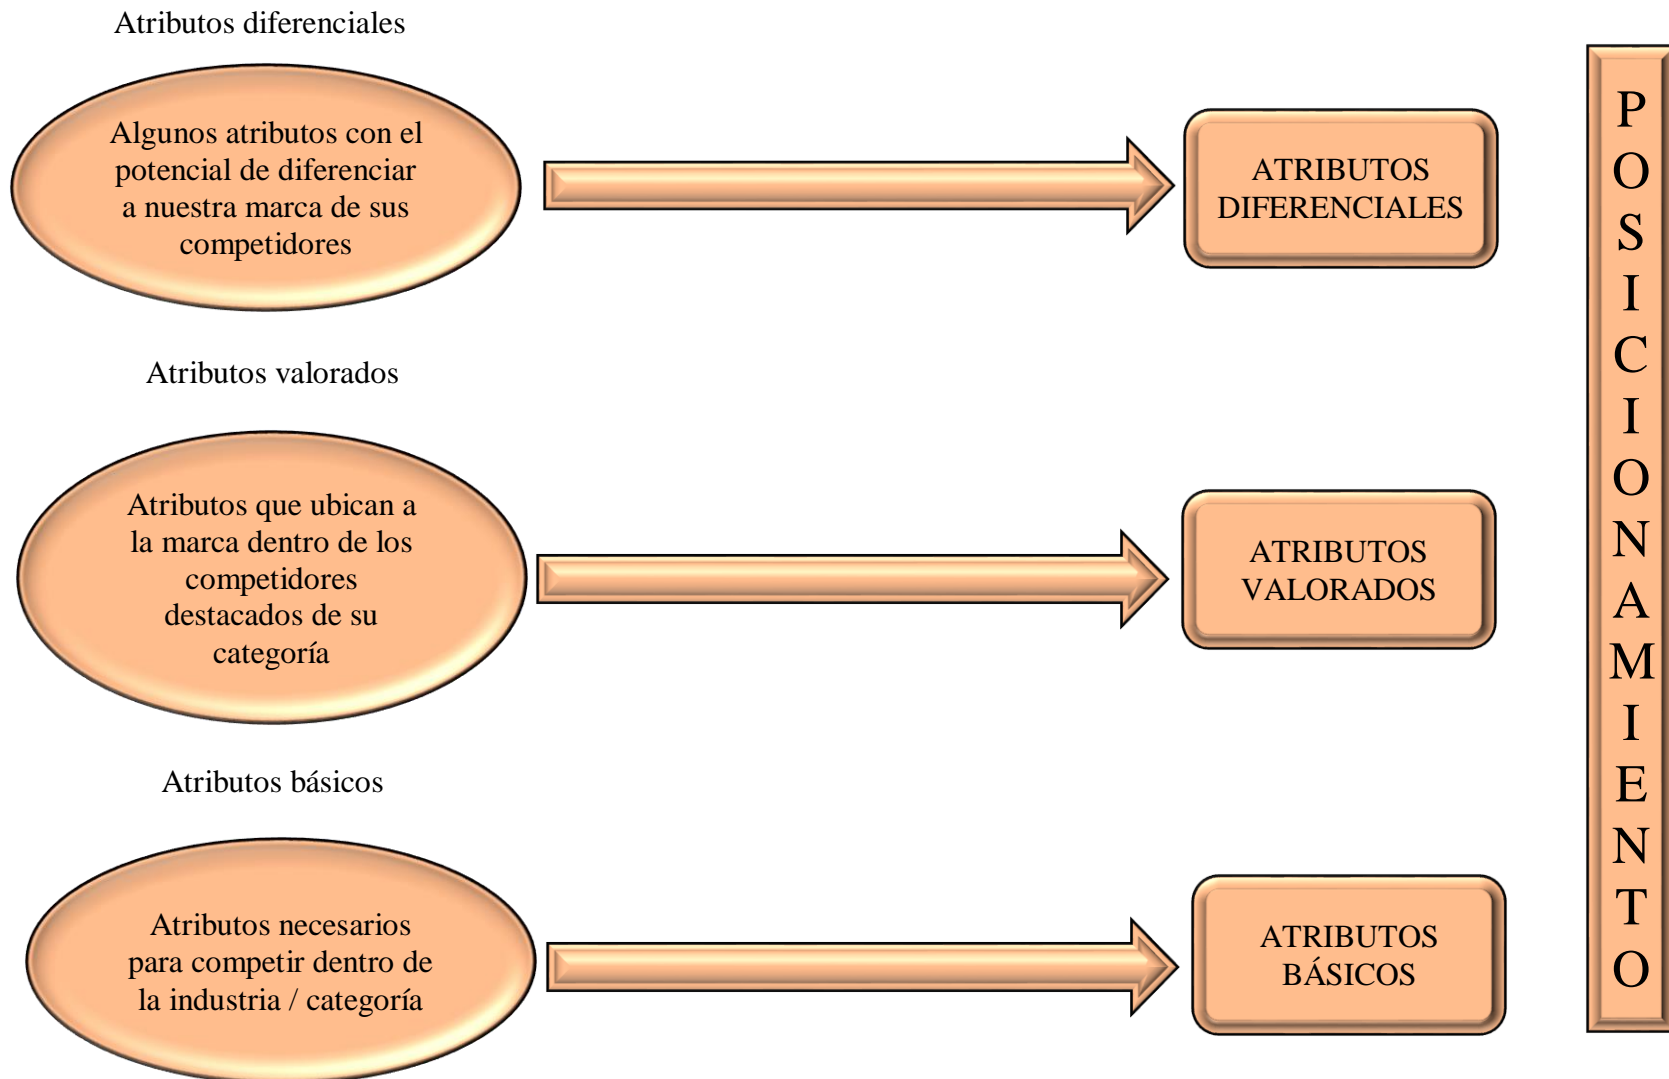 Atributos diferenciales
Algunos atributos con el
potencial de diferenciar
a nuestra marca de sus
competidores
ATRIBUTOS
DIFERENCIALES
Atributos valorados
Atributos que ubican a
la marca dentro de los
competidores
destacados de su
categoría
ATRIBUTOS
VALORADOS
Atributos básicos
Atributos necesarios
para competir dentro de
la industria / categoría
ATRIBUTOS
BÁSICOS
POSICIONAMIENTO